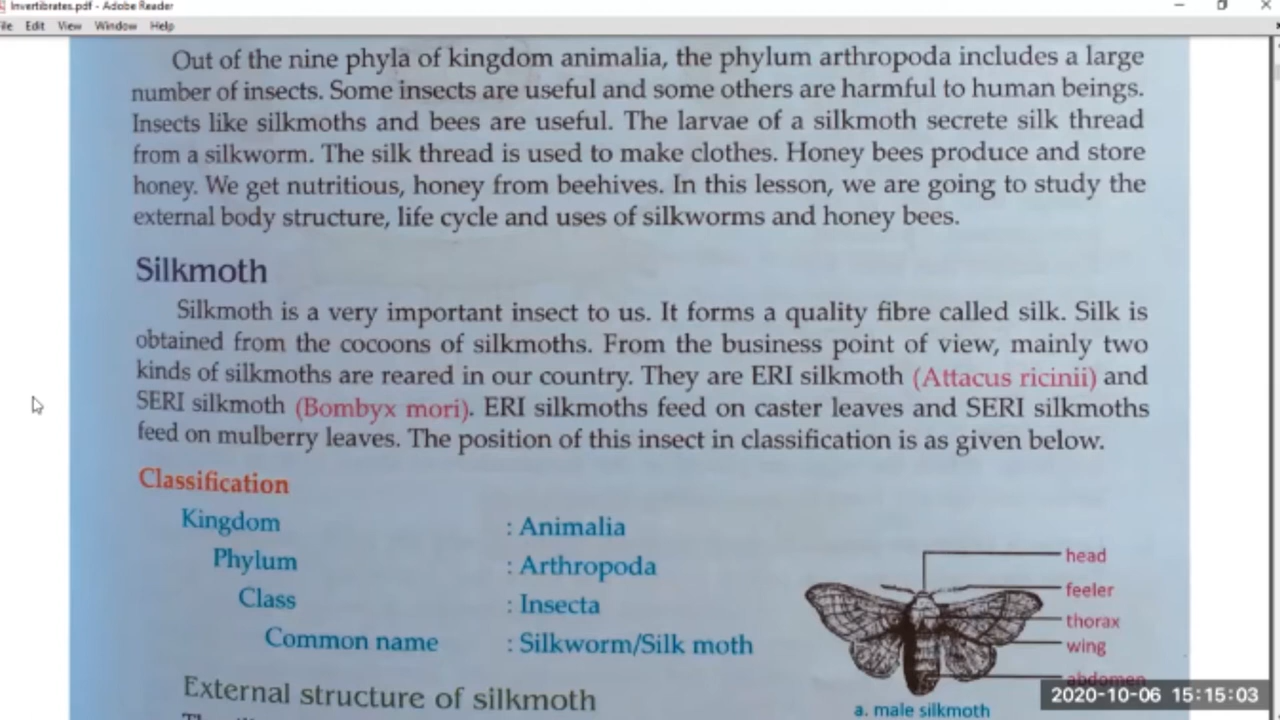 Invertibrates.pdf - Adobe Reader
File Edit View Window Help
Out of the nine phyla of kingdom animalia, the phylum arthropoda includes a large
number of insects. Some insects are useful and some others are harmful to human beings.
Insects like silkmoths and bees are useful. The larvae of a silkmoth secrete silk thread
from a silkworm. The silk thread is used to make clothes. Honey bees produce and store
honey. We get nutritious, honey from beehives. In this lesson, we are going to study the
external body structure, life cycle and uses of silkworms and honey bees.
Silkmoth
Silkmoth is a very important insect to us. It forms a quality fibre called silk. Silk is
obtained from the cocoons of silkmoths. From the business point of view, mainly two
kinds of silkmoths are reared in our country. They are ERI silkmoth (Attacus ricinii) and
SERI silkmoth (Bombyx mori). ERI silkmoths feed on caster leaves and SERI silkmoths
feed on mulberry leaves. The position of this insect in classification is as given below.
Classification
Kingdom : Animalia
Phylum : Arthropoda
Class : Insecta
Common name : Silkworm/Silk moth
head
feeler
thorax
wing
abdomen
External structure of silkmoth
a. male silkmoth
2020-10-06 15:15:03